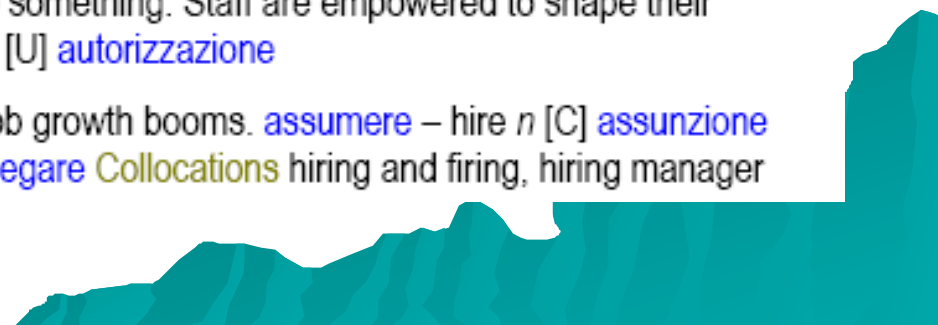 something. Staff are empowered to shape their
[U] autorizzazione
growth booms. assumere – hire n [C] assunzione
Collocations hiring and firing, hiring manager